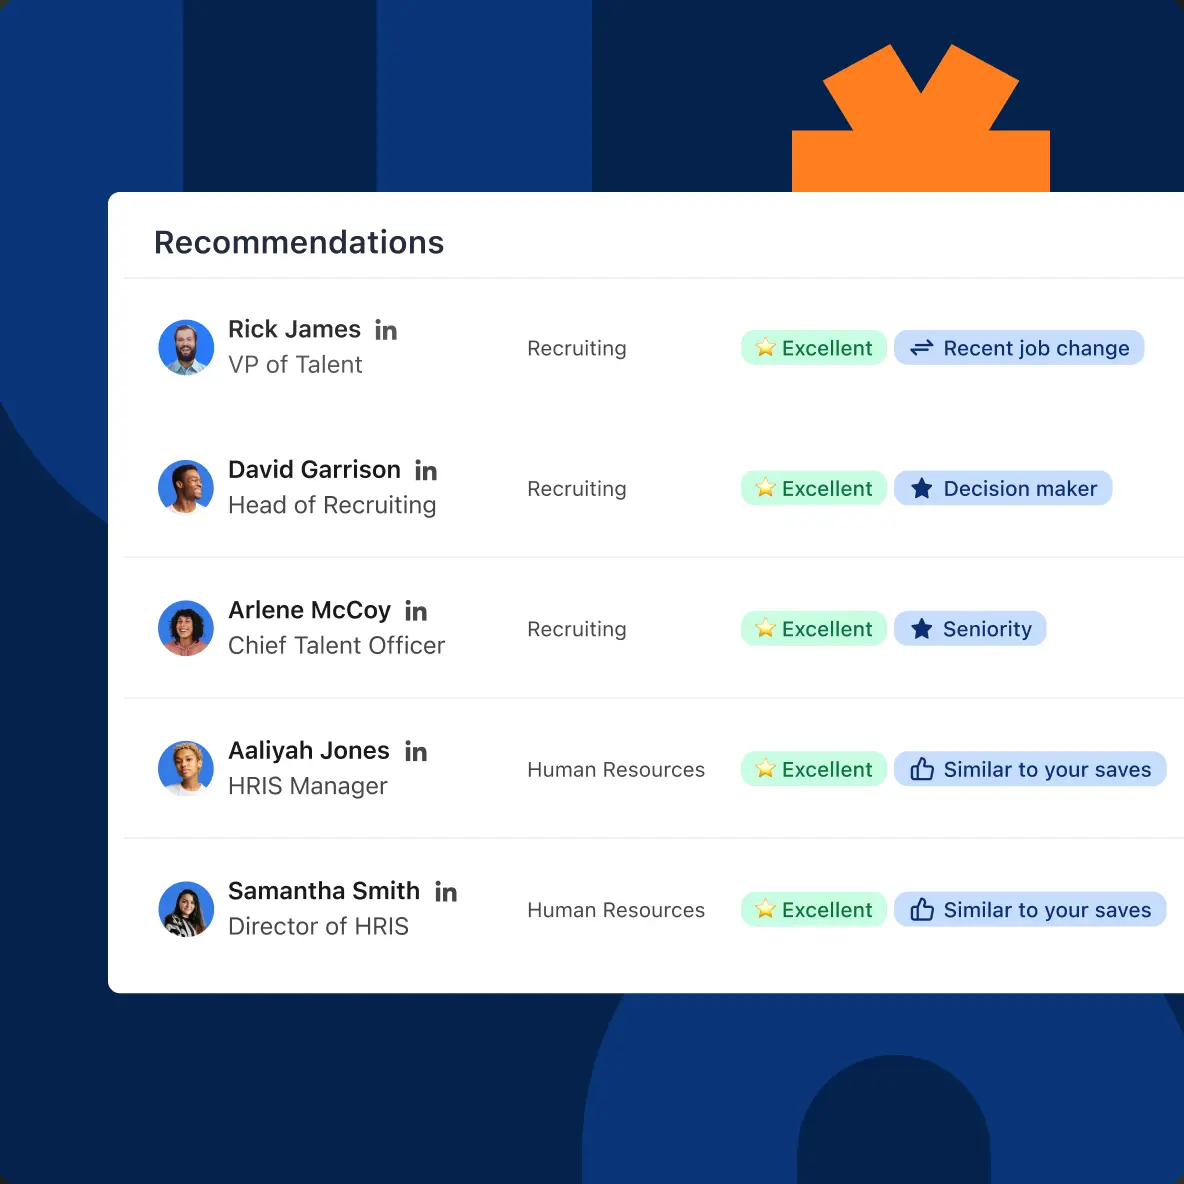 Recommendations
Rick James in
VP of Talent
Recruiting
Excellent
Recent job change
David Garrison in
Head of Recruiting
Recruiting
Excellent
Decision maker
Arlene McCoy in
Chief Talent Officer
Recruiting
Excellent
Seniority
Aaliyah Jones in
HRIS Manager
Human Resources
Excellent
Similar to your saves
Samantha Smith in
Director of HRIS
Human Resources
Excellent
Similar to your saves